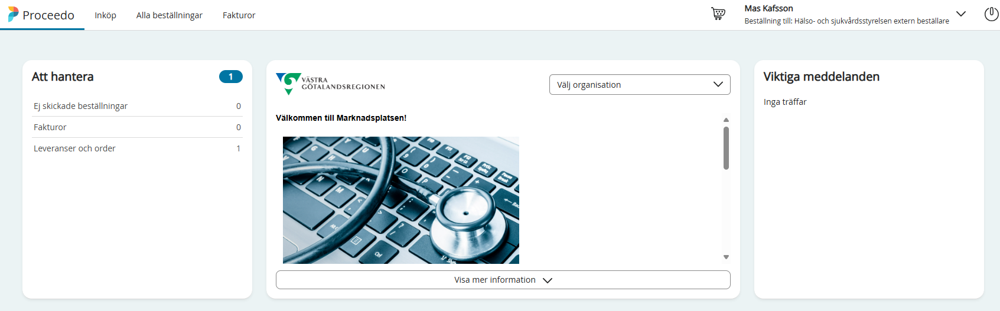 Proceedo
Inköp
Alla beställningar
Fakturor
Mas Kafsson
Beställning till: Hälso- och sjukvårdsstyrelsen extern beställare
Att hantera
1
Ej skickade beställningar 0
Fakturor 0
Leveranser och order 1
VÄSTRA
GÖTALANDSREGIONEN
Välj organisation
Välkommen till Marknadsplatsen!
Visa mer information
Viktiga meddelanden
Inga träffar